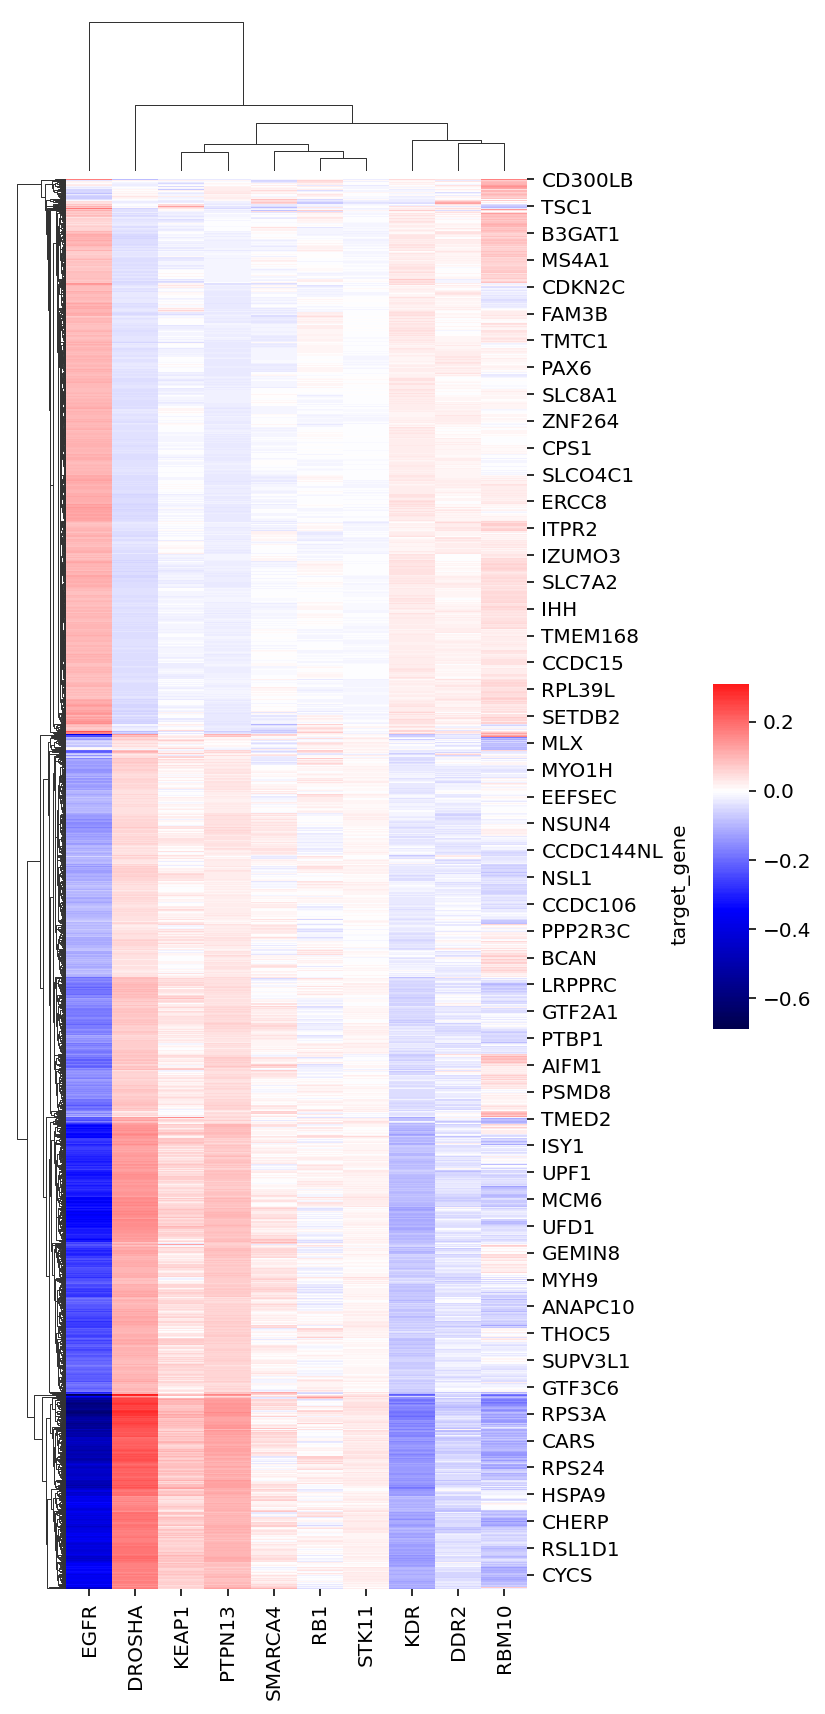 CD300LB
TSC1
B3GAT1
MS4A1
CDKN2C
FAM3B
TMTC1
PAX6
SLC8A1
ZNF264
CPS1
SLCO4C1
ERCC8
ITPR2
IZUMO3
SLC7A2
IHH
TMEM168
CCDC15
RPL39L
SETDB2
MLX
MYO1H
EEFSEC
NSUN4
CCDC144NL
NSL1
CCDC106
PPP2R3C
BCAN
LRPPRC
GTF2A1
PTBP1
AIFM1
PSMD8
TMED2
ISY1
UPF1
MCM6
UFD1
GEMIN8
MYH9
ANAPC10
THOC5
SUPV3L1
GTF3C6
RPS3A
CARS
RPS24
HSPA9
CHERP
RSL1D1
CYCS
target_gene
0.2
0.0
−0.2
−0.4
−0.6
EGFR
DROSHA
KEAP1
PTPN13
SMARCA4
RB1
STK11
KDR
DDR2
RBM10